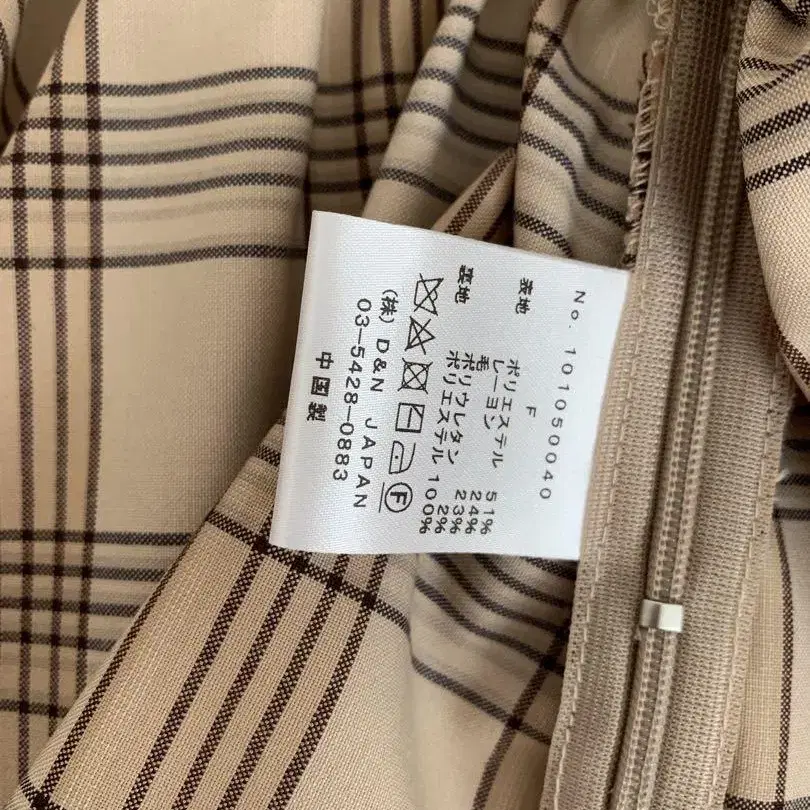 No. 101050040
F
表地 ポリエステル 51%
レーヨン 24%
毛 23%
ポリウレタン 2%
裏地 ポリエステル 100%
F
(株) D&N JAPAN
03-5428-0883
中国製